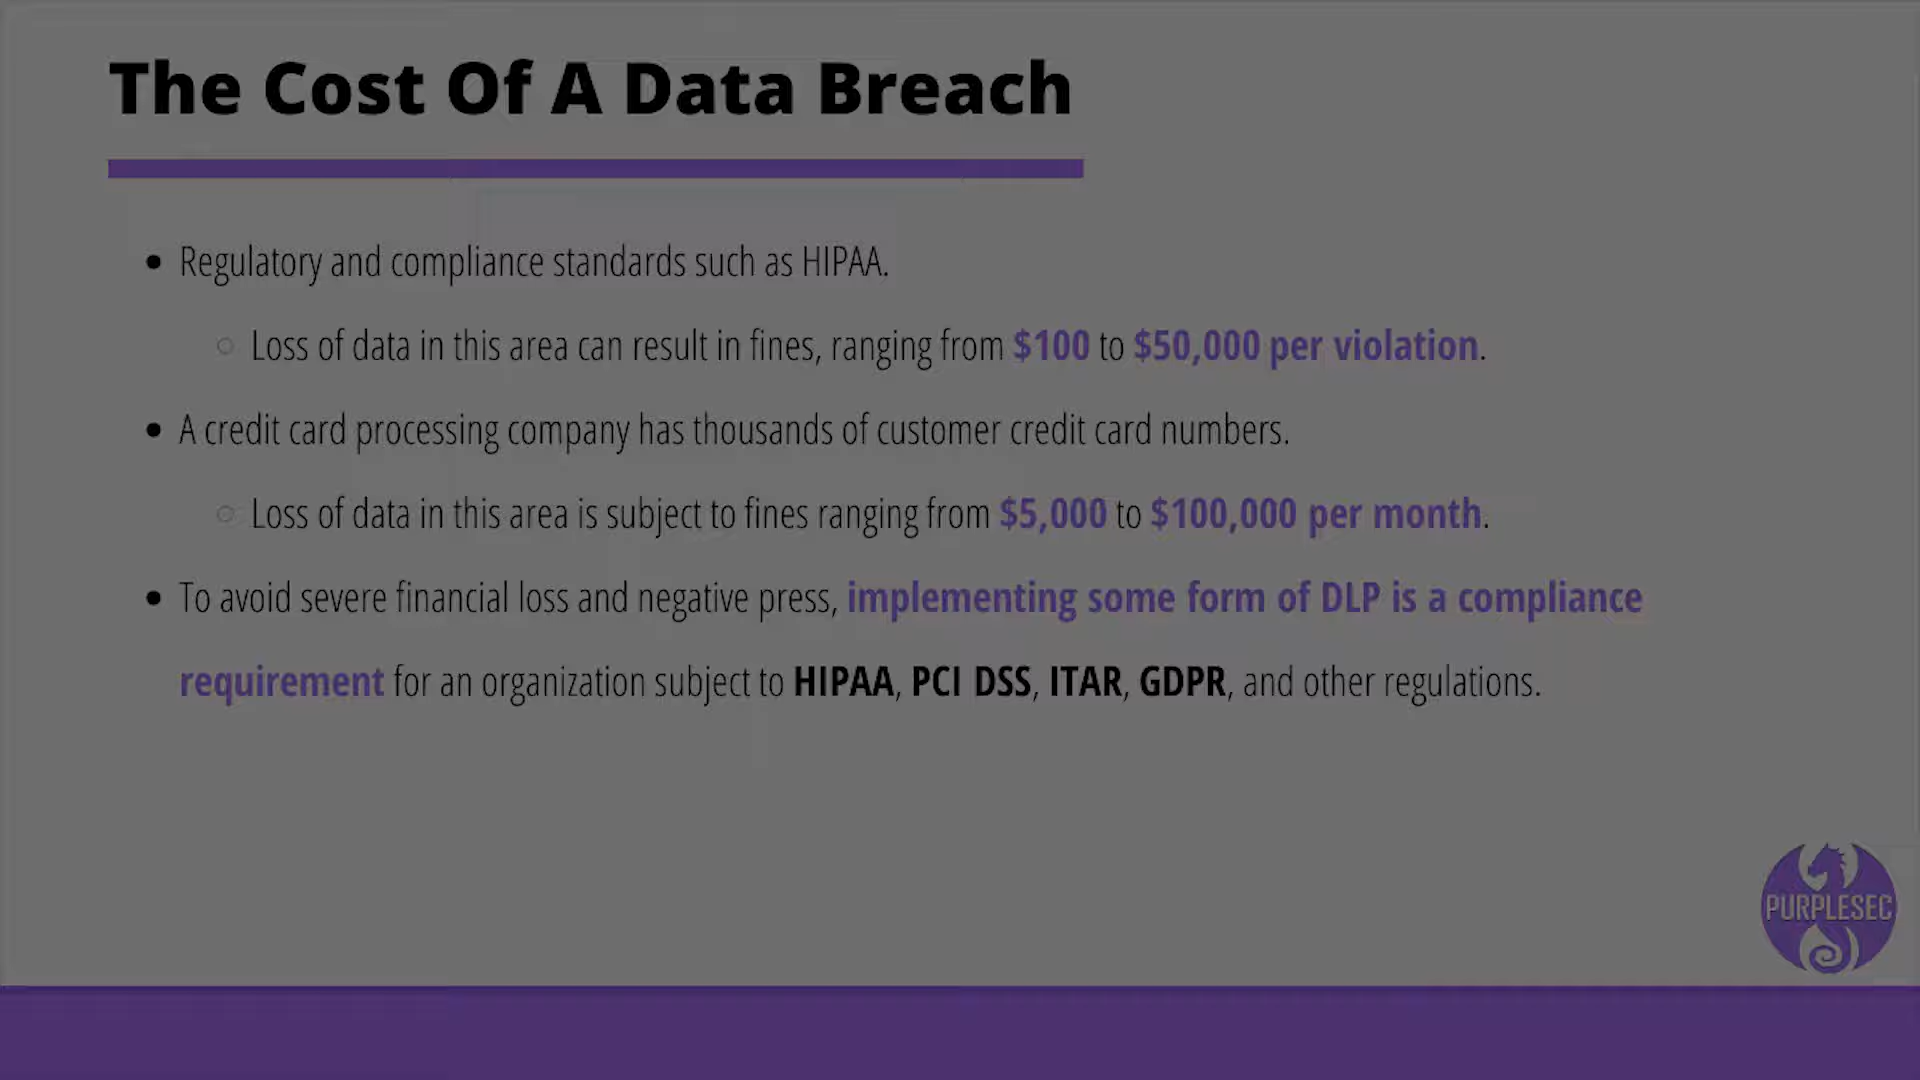 The Cost Of A Data Breach
• Regulatory and compliance standards such as HIPAA.
○ Loss of data in this area can result in fines, ranging from $100 to $50,000 per violation.
• A credit card processing company has thousands of customer credit card numbers.
○ Loss of data in this area is subject to fines ranging from $5,000 to $100,000 per month.
• To avoid severe financial loss and negative press, implementing some form of DLP is a compliance
requirement for an organization subject to HIPAA, PCI DSS, ITAR, GDPR, and other regulations.
PURPLESEC